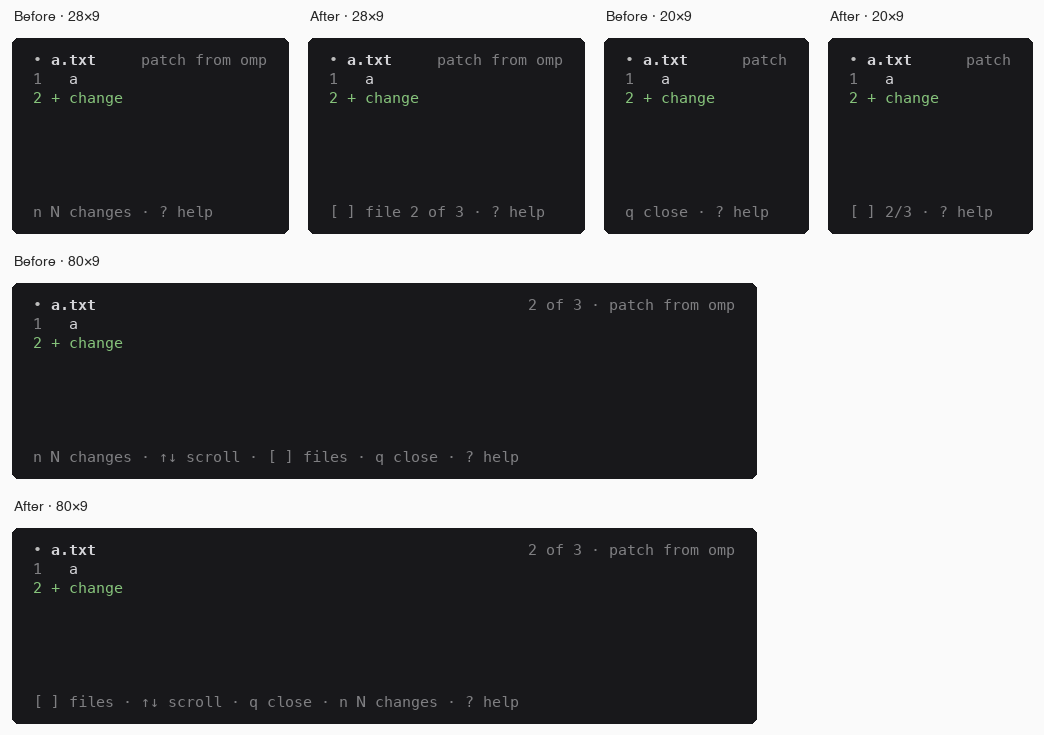 Before · 28×9
• a.txt     patch from omp
1   a
2 + change
n N changes · ? help
After · 28×9
• a.txt     patch from omp
1   a
2 + change
[ ] file 2 of 3 · ? help
Before · 20×9
• a.txt      patch
1   a
2 + change
q close · ? help
After · 20×9
• a.txt      patch
1   a
2 + change
[ ] 2/3 · ? help
Before · 80×9
• a.txt                                                2 of 3 · patch from omp
1   a
2 + change
n N changes · ↑↓ scroll · [ ] files · q close · ? help
After · 80×9
• a.txt                                                2 of 3 · patch from omp
1   a
2 + change
[ ] files · ↑↓ scroll · q close · n N changes · ? help